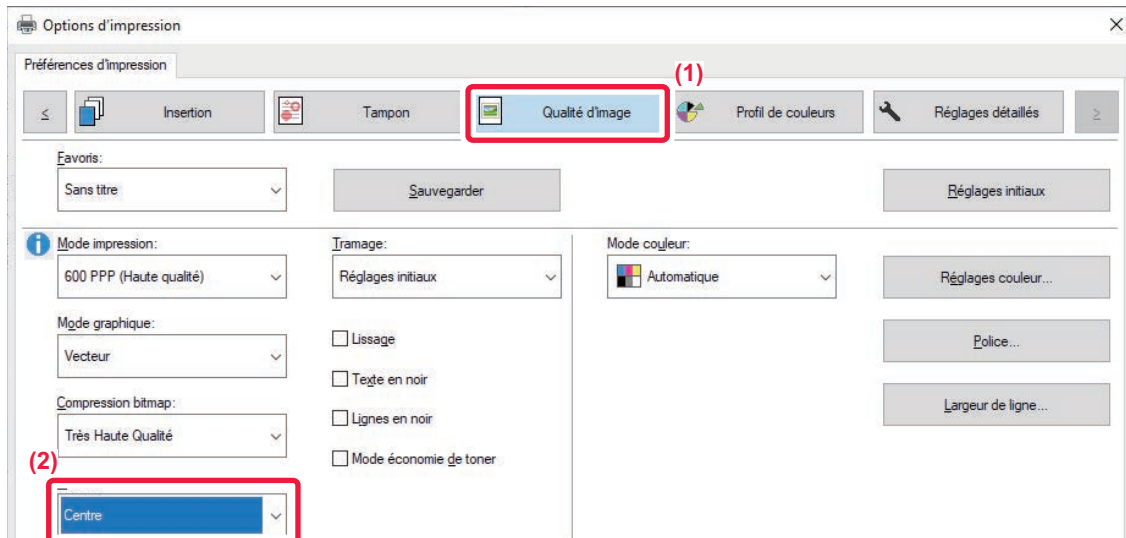 Options d'impression
Préférences d'impression
(1)
<
Insertion
Tampon
Qualité d'image
Profil de couleurs
Réglages détaillés
>
Favoris:
Sans titre
Sauvegarder
Réglages initiaux
Mode impression:
Tramage:
Mode couleur:
600 PPP (Haute qualité)
Réglages initiaux
Automatique
Réglages couleur...
Mode graphique:
Lissage
Vecteur
Police...
Texte en noir
Compression bitmap:
Lignes en noir
Largeur de ligne...
Très Haute Qualité
Mode économie de toner
(2)
Centre